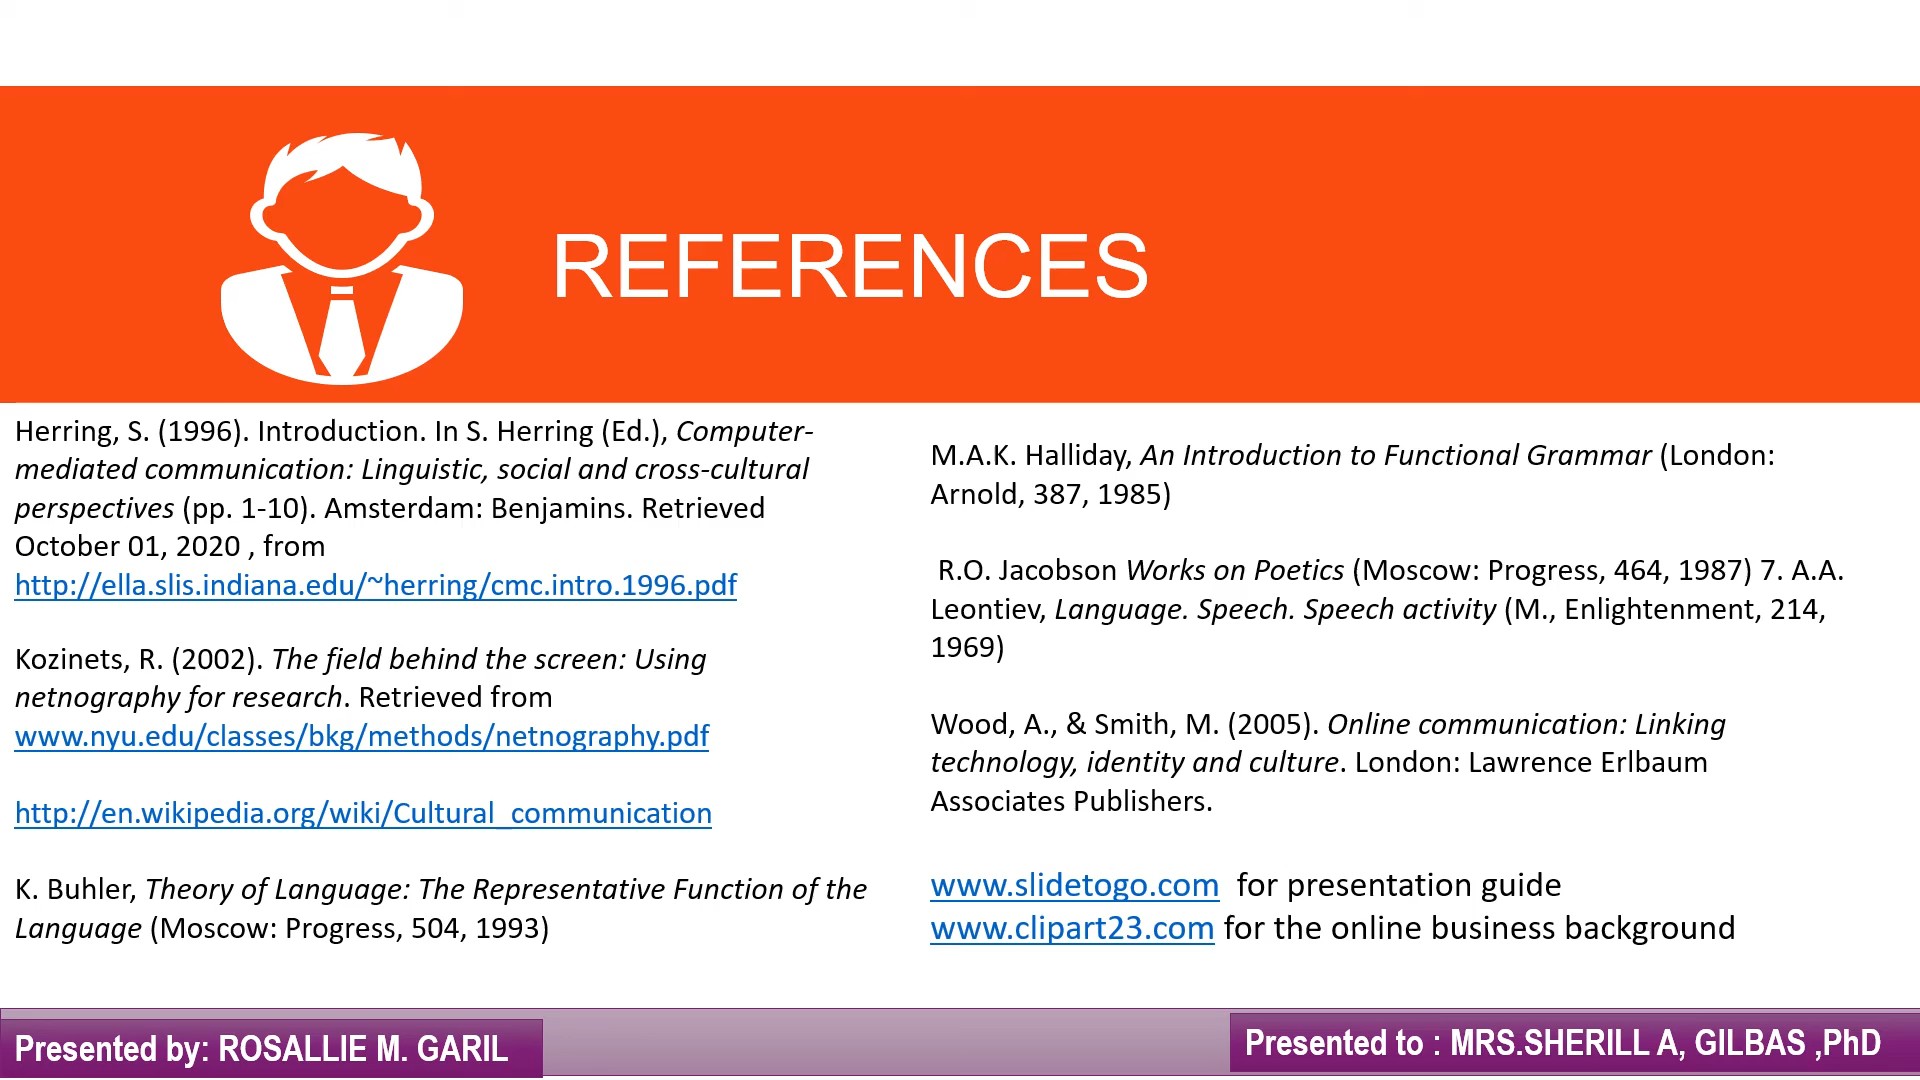 REFERENCES
Herring, S. (1996). Introduction. In S. Herring (Ed.), Computer-
mediated communication: Linguistic, social and cross-cultural
perspectives (pp. 1-10). Amsterdam: Benjamins. Retrieved
October 01, 2020 , from
http://ella.slis.indiana.edu/~herring/cmc.intro.1996.pdf
Kozinets, R. (2002). The field behind the screen: Using
netnography for research. Retrieved from
www.nyu.edu/classes/bkg/methods/netnography.pdf
http://en.wikipedia.org/wiki/Cultural_communication
K. Buhler, Theory of Language: The Representative Function of the
Language (Moscow: Progress, 504, 1993)
M.A.K. Halliday, An Introduction to Functional Grammar (London:
Arnold, 387, 1985)
R.O. Jacobson Works on Poetics (Moscow: Progress, 464, 1987) 7. A.A.
Leontiev, Language. Speech. Speech activity (M., Enlightenment, 214,
1969)
Wood, A., & Smith, M. (2005). Online communication: Linking
technology, identity and culture. London: Lawrence Erlbaum
Associates Publishers.
www.slidetogo.com for presentation guide
www.clipart23.com for the online business background
Presented by: ROSALLIE M. GARIL
Presented to : MRS.SHERILL A, GILBAS ,PhD